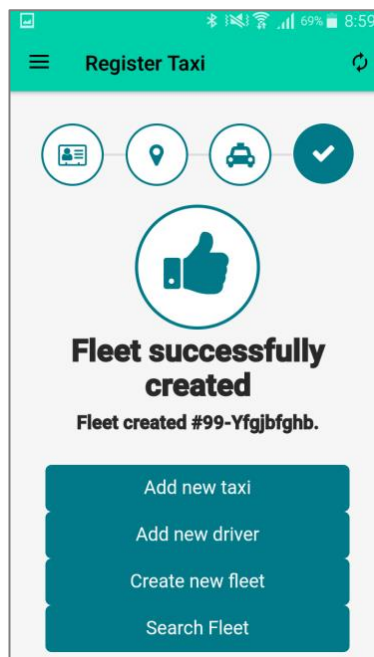 69% 8:59
Register Taxi
Fleet successfully
created
Fleet created #99-Yfgjbfghb.
Add new taxi
Add new driver
Create new fleet
Search Fleet